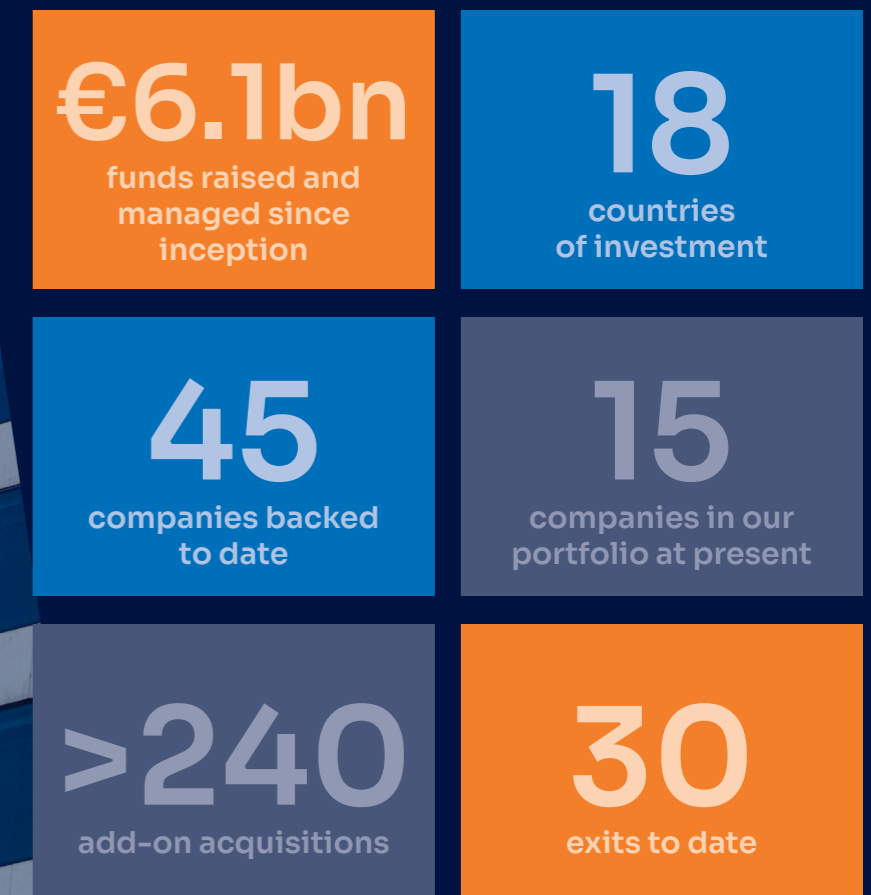 €6.1bn
funds raised and
managed since
inception
18
countries
of investment
45
companies backed
to date
15
companies in our
portfolio at present
>240
add-on acquisitions
30
exits to date